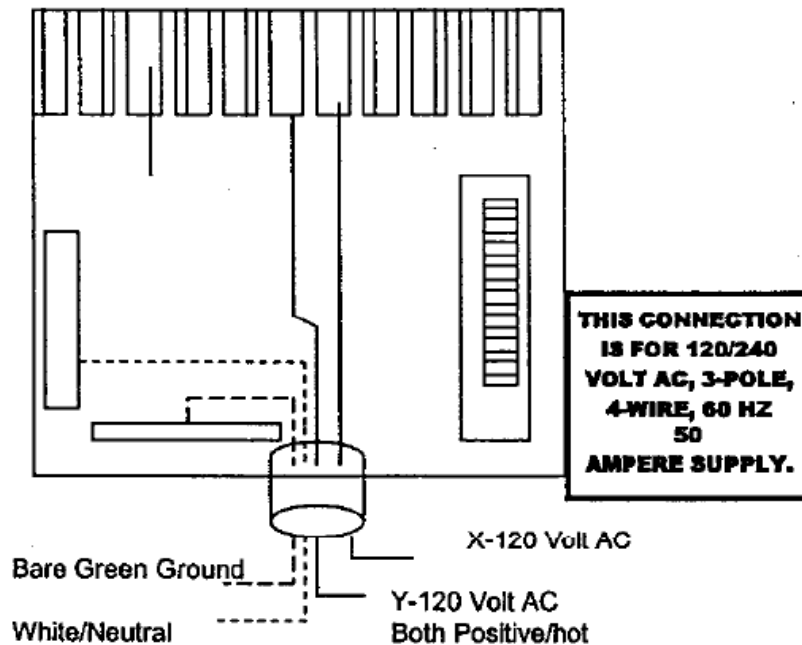 THIS CONNECTION
IS FOR 120/240
VOLT AC, 3-POLE,
4-WIRE, 60 HZ
50
AMPERE SUPPLY.
X-120 Volt AC
Bare Green Ground
Y-120 Volt AC
White/Neutral
Both Positive/hot